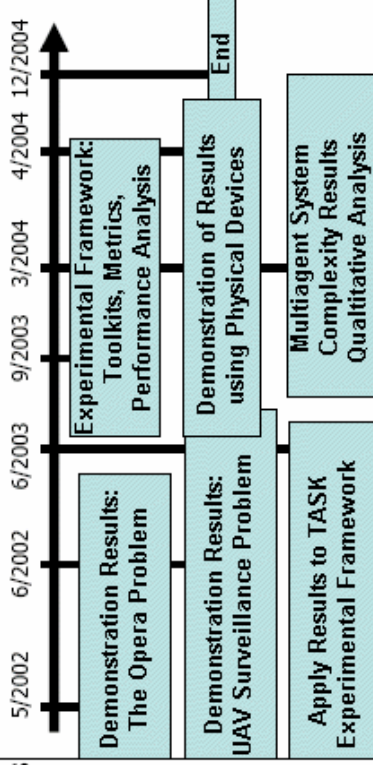 5/2002
6/2002
6/2003
9/2003
3/2004
4/2004
12/2004
Demonstration Results:
The Opera Problem
Experimental Framework:
Toolkits, Metrics,
Performance Analysis
Demonstration Results:
UAV Surveillance Problem
Demonstration of Results
using Physical Devices
End
Apply Results to TASK
Experimental Framework
Multiagent System
Complexity Results
Qualtitative Analysis